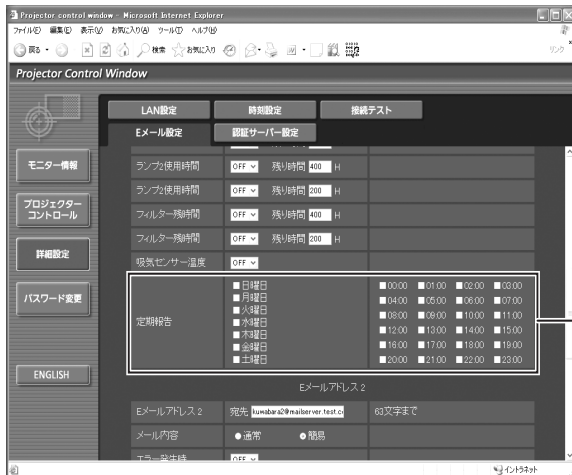 Projector control window - Microsoft Internet Explorer
ファイル(F) 編集(E) 表示(V) お気に入り(A) ツール(T) ヘルプ(H)
戻る 検索 お気に入り リンク
Projector Control Window
LAN設定 時刻設定 接続テスト
Eメール設定 認証サーバー設定
モニター情報
プロジェクター
コントロール
詳細設定
パスワード変更
ENGLISH
ランプ2使用時間 OFF 残り時間 400 H
ランプ2使用時間 OFF 残り時間 200 H
フィルター残時間 OFF 残り時間 400 H
フィルター残時間 OFF 残り時間 200 H
吸気センサー温度 OFF
定期報告
日曜日
月曜日
火曜日
水曜日
木曜日
金曜日
土曜日
00:00 01:00 02:00 03:00
04:00 05:00 06:00 07:00
08:00 09:00 10:00 11:00
12:00 13:00 14:00 15:00
16:00 17:00 18:00 19:00
20:00 21:00 22:00 23:00
Eメールアドレス 2
Eメールアドレス 2 宛先 kuwabara2@mailserver.test.c 63文字まで
メール内容 通常 簡易
エラー発生時 OFF
イントラネット